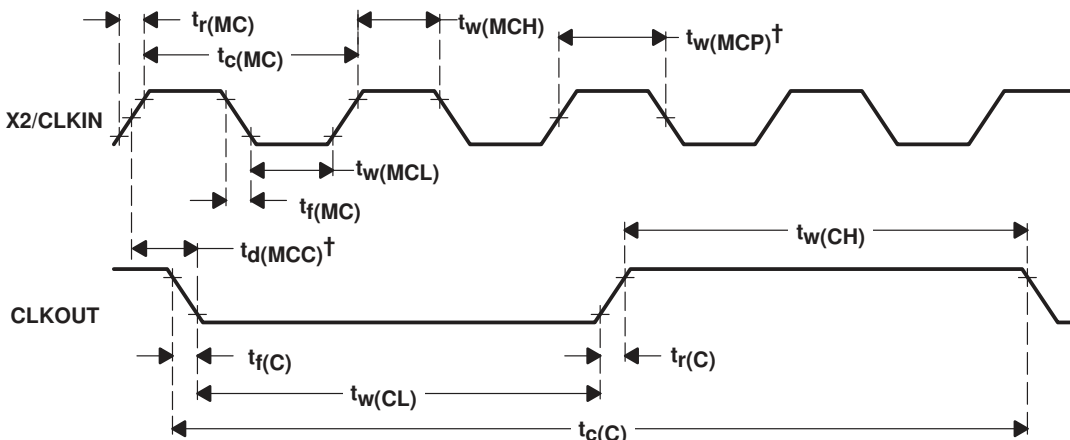 tr(MC)
tw(MCH)
tc(MC)
tw(MCP)†
X2/CLKIN
tw(MCL)
tf(MC)
td(MCC)†
tw(CH)
CLKOUT
tf(C)
tr(C)
tw(CL)
tc(C)